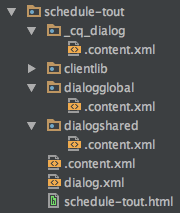 schedule-tout
_cq_dialog
.content.xml
clientlib
dialogglobal
.content.xml
dialogshared
.content.xml
.content.xml
dialog.xml
schedule-tout.html